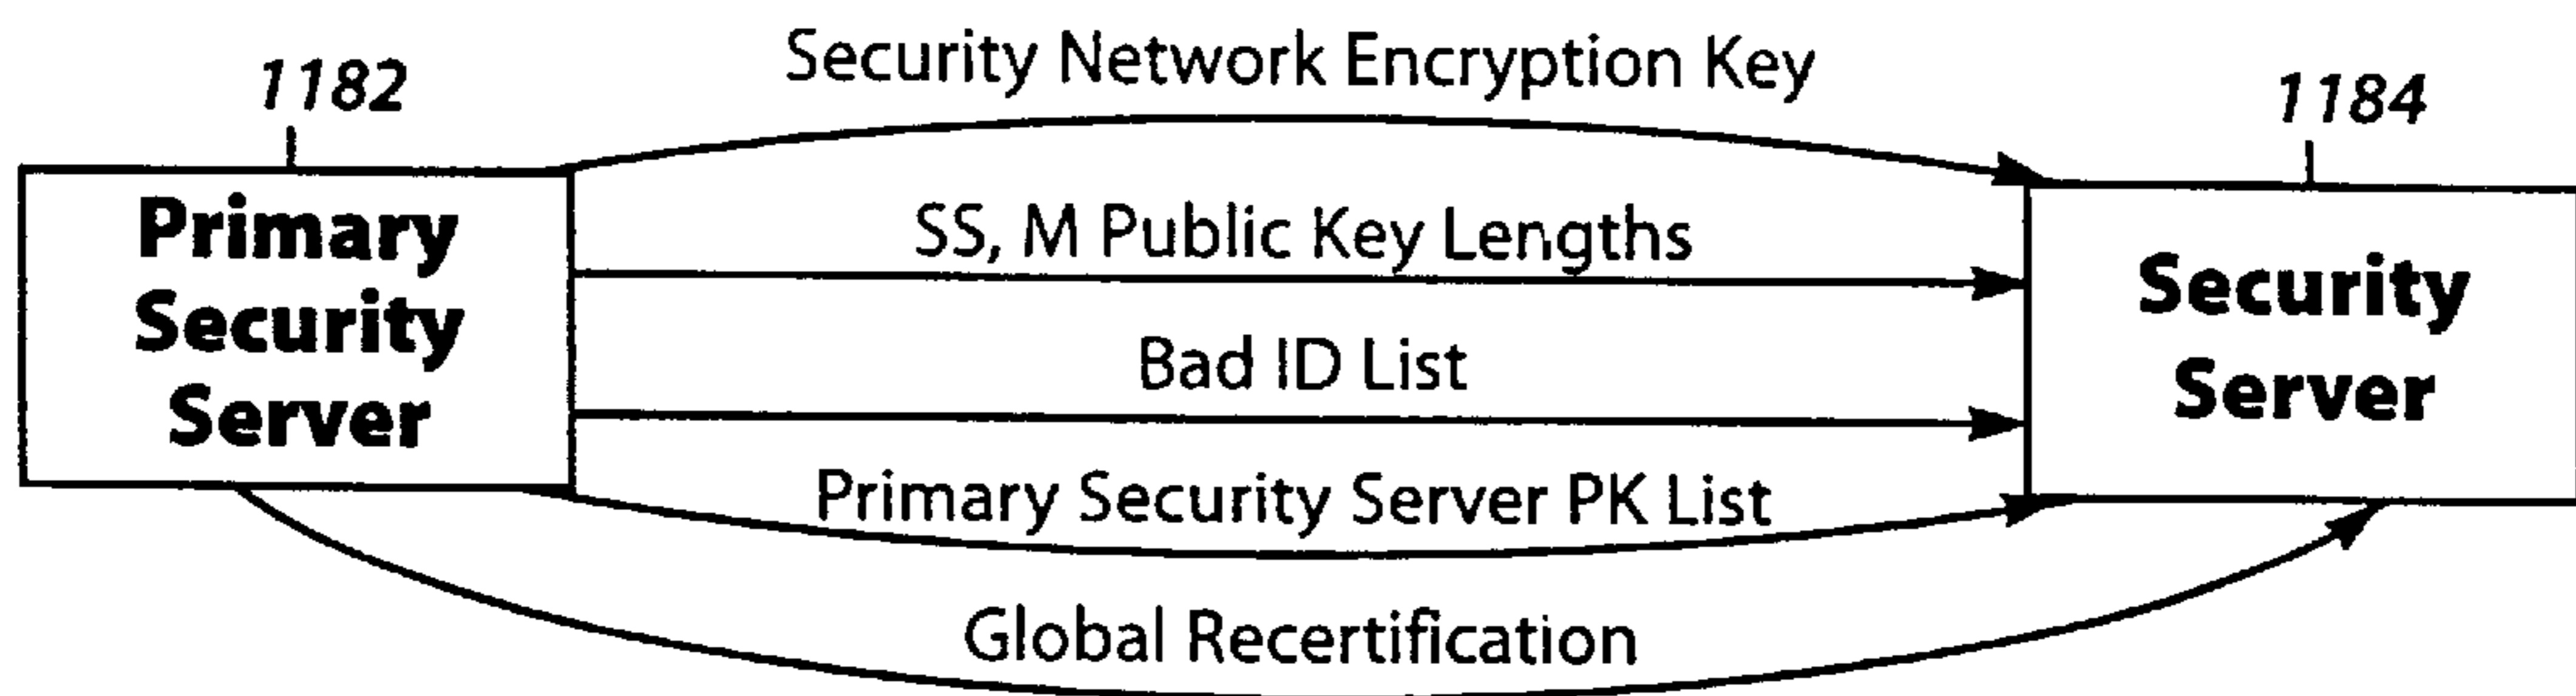 Security Network Encryption Key
1182
1184
Primary
Security
Server
SS, M Public Key Lengths
Security
Server
Bad ID List
Primary Security Server PK List
Global Recertification